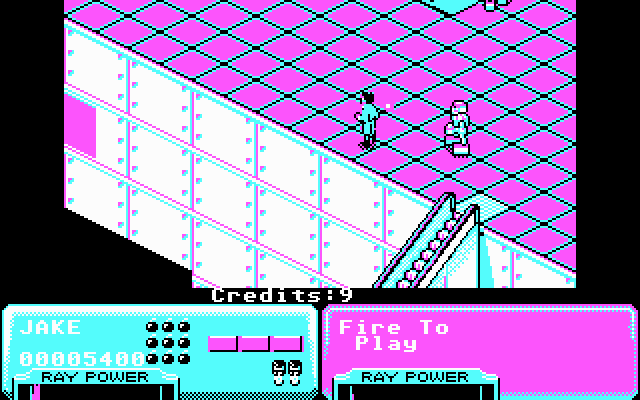 Credits:9
JAKE
00005400
RAY POWER
Fire To
Play
RAY POWER